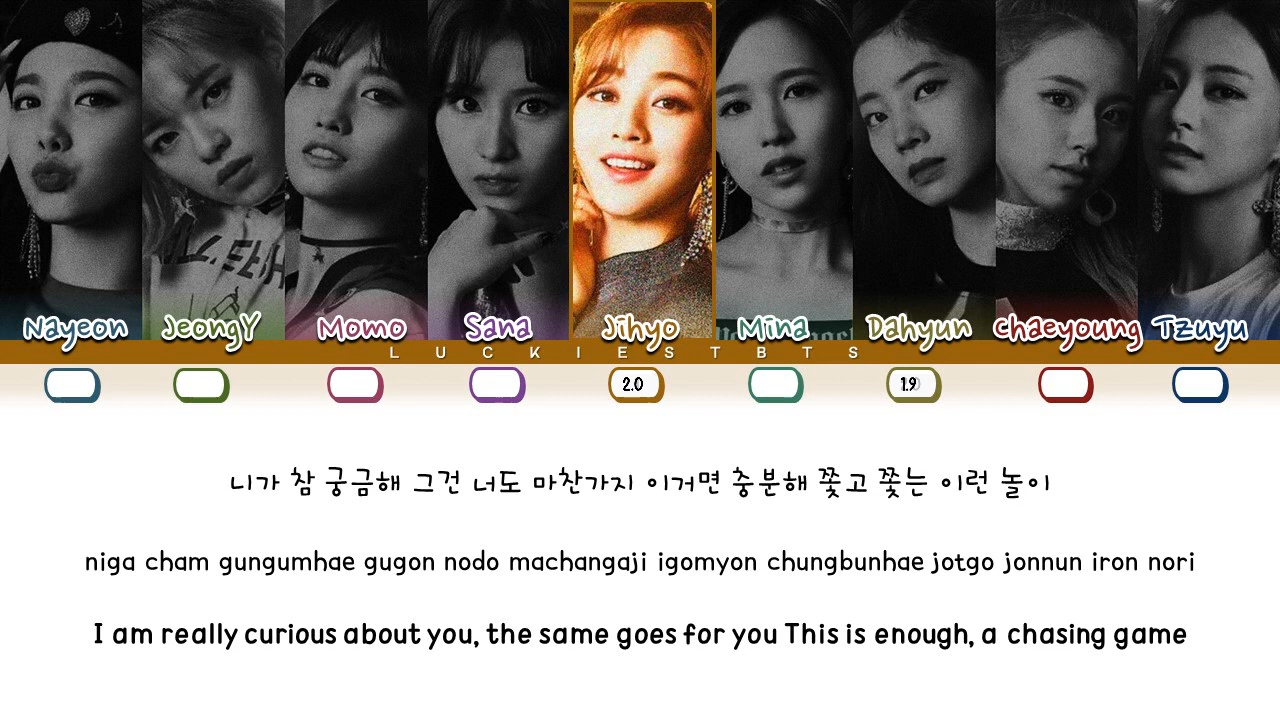 Nayeon JeongY Momo Sana Jihyo Mina Dahyun Chaeyoung Tzuyu
LUCKIESTBTS
2.0 1.9
니가 참 궁금해 그건 너도 마찬가지 이거면 충분해 쫓고 쫓는 이런 놀이
niga cham gungumhae gugon nodo machangaji igomyon chungbunhae jotgo jonnun iron nori
I am really curious about you, the same goes for you This is enough, a chasing game